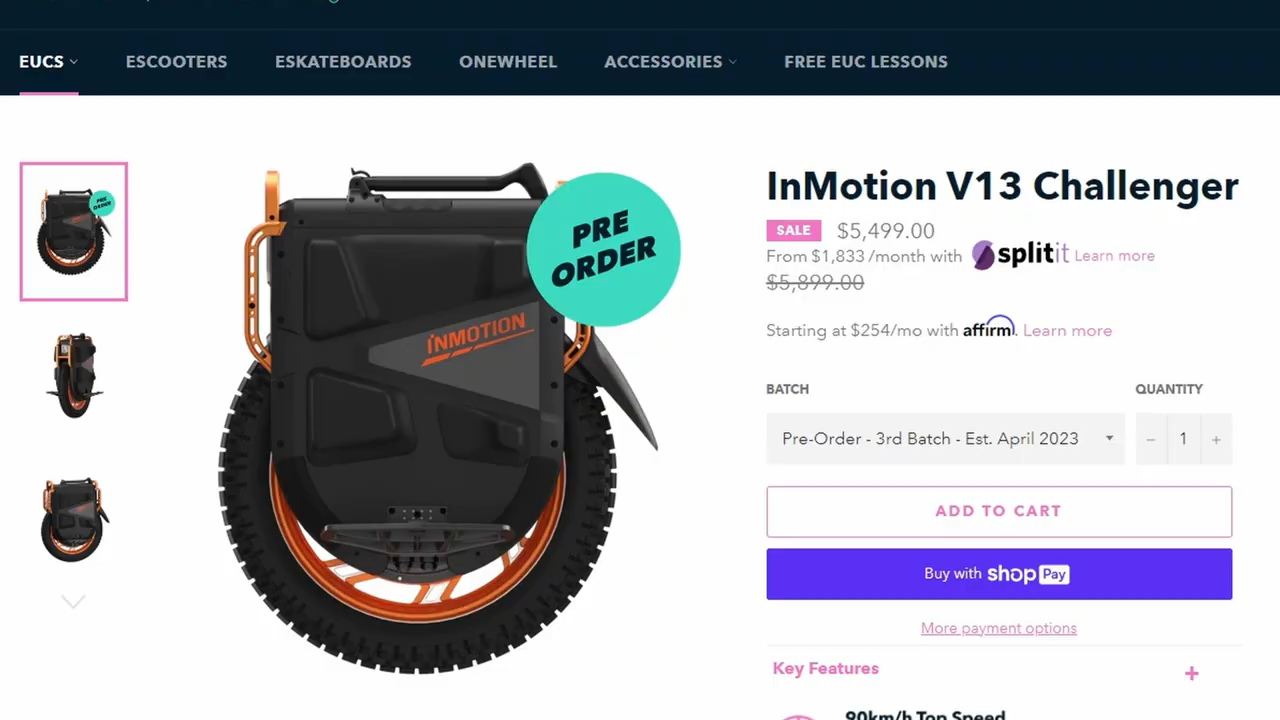 EUCS
ESCOOTERS
ESKATEBOARDS
ONEWHEEL
ACCESSORIES
FREE EUC LESSONS
PRE
ORDER
PRE
ORDER
INMOTION
InMotion V13 Challenger
SALE $5,499.00
From $1,833 /month with splitit Learn more
$5,899.00
Starting at $254/mo with affirm. Learn more
BATCH
QUANTITY
Pre-Order - 3rd Batch - Est. April 2023
− 1 +
ADD TO CART
Buy with shop Pay
More payment options
Key Features +
90km/h Top Speed